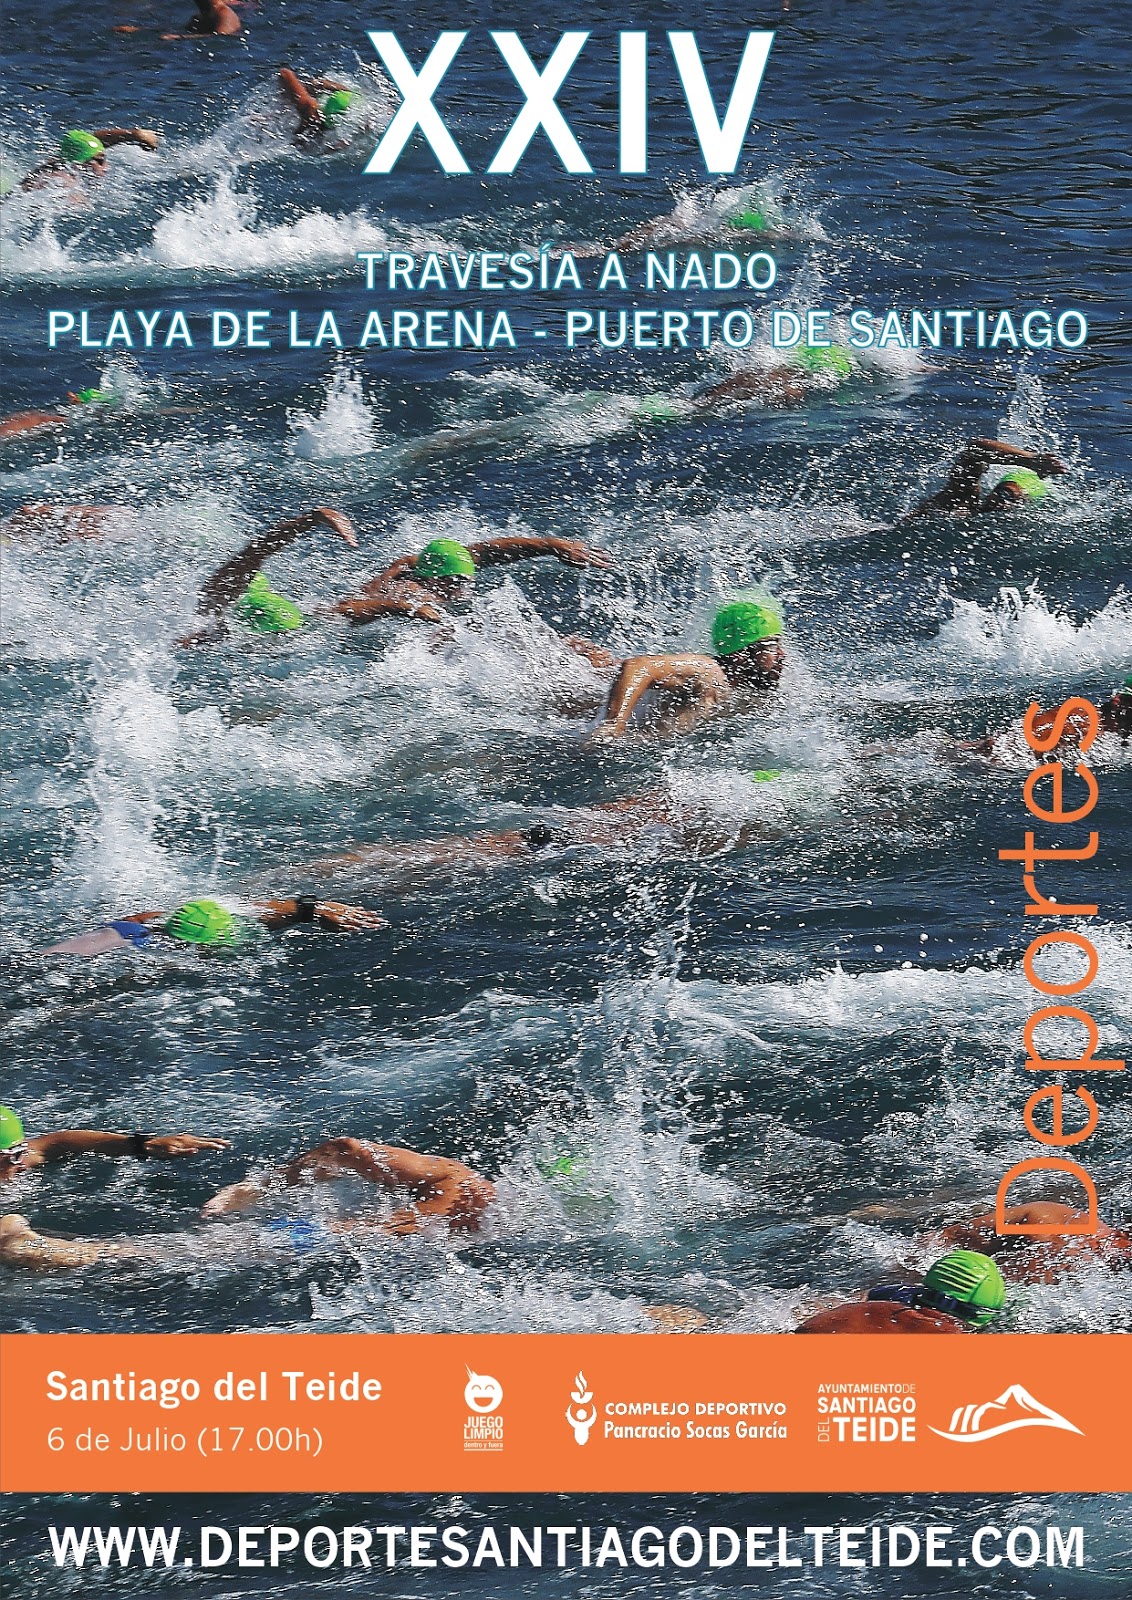 XXIV
TRAVESÍA A NADO
PLAYA DE LA ARENA - PUERTO DE SANTIAGO
Deportes
Santiago del Teide
6 de Julio (17.00h)
JUEGO
LIMPIO
dentro y fuera
COMPLEJO DEPORTIVO
Pancracio Socas García
AYUNTAMIENTO DE
SANTIAGO
DEL TEIDE
WWW.DEPORTESANTIAGODELTEIDE.COM